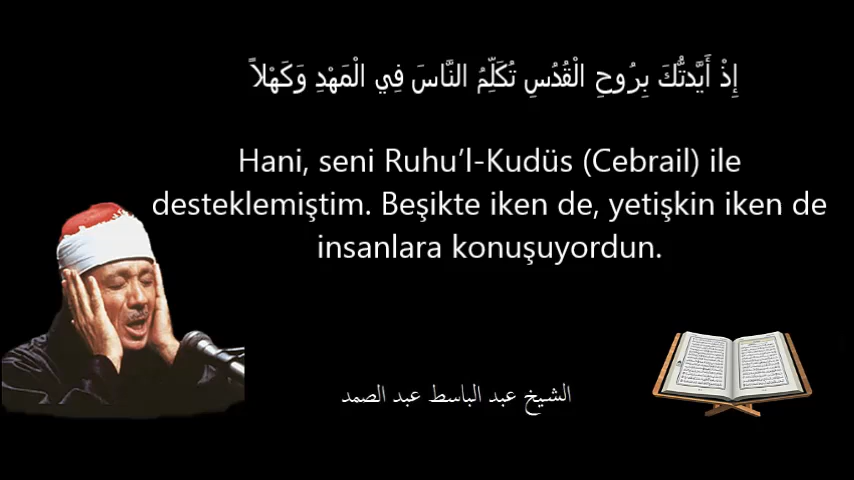 إِذْ أَيَّدتُّكَ بِرُوحِ الْقُدُسِ تُكَلِّمُ النَّاسَ فِي الْمَهْدِ وَكَهْلاً
Hani, seni Ruhu’l-Kudüs (Cebrail) ile
desteklemiştim. Beşikte iken de, yetişkin iken de
insanlara konuşuyordun.
الشيخ عبد الباسط عبد الصمد